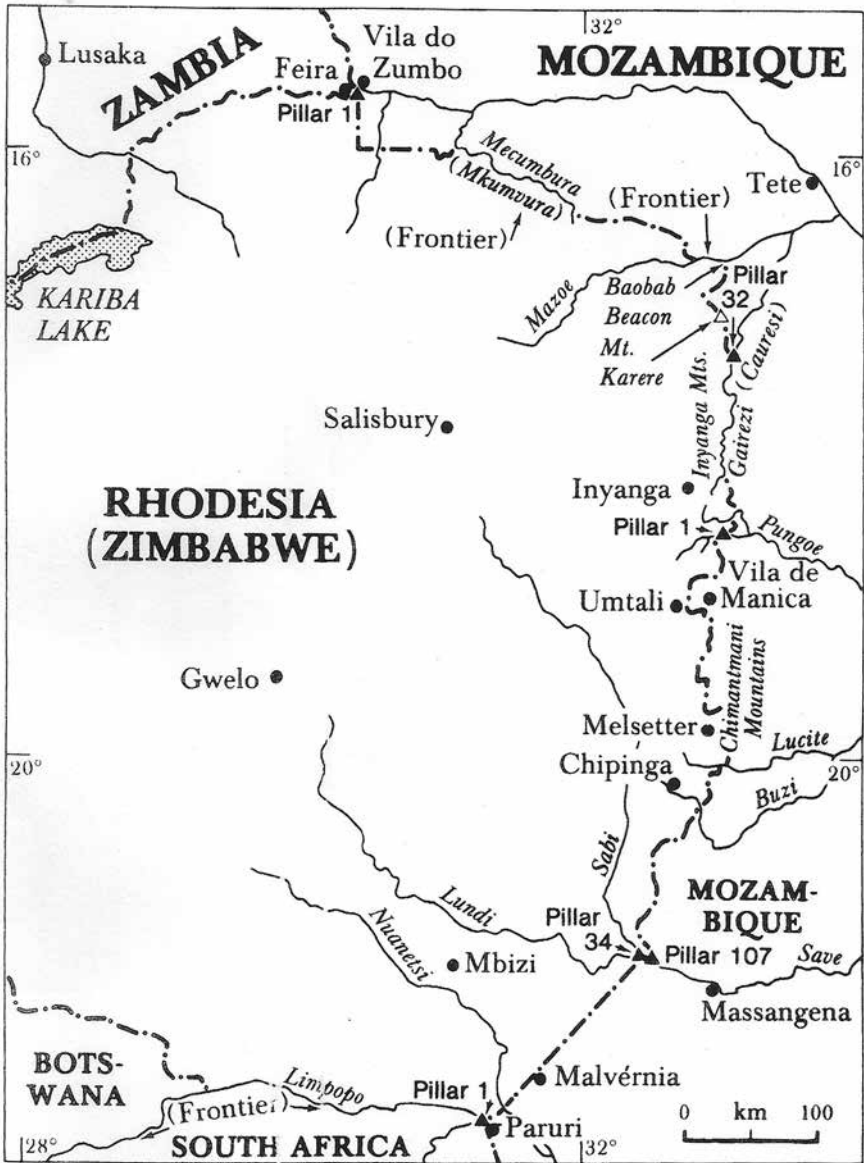 32°
Lusaka
ZAMBIA
Vila do
Zumbo
Feira
Pillar 1
MOZAMBIQUE
16°
16°
Mecumbura
(Mkumvura)
Tete
(Frontier)
(Frontier)
KARIBA
LAKE
Mazoe
Baobab
Beacon
Mt.
Karere
Pillar
32
Inyanga Mts.
Gairezi (Cauresi)
Salisbury
RHODESIA
(ZIMBABWE)
Inyanga
Pillar 1
Pungoe
Vila de
Manica
Umtali
Gwelo
Chimantmani
Mountains
Melsetter
Lucite
20°
20°
Chipinga
Buzi
Sabi
Lundi
Nuanetsi
MOZAM-
BIQUE
Pillar
34
Pillar 107
Save
Mbizi
Massangena
BOTS-
WANA
Malvérnia
Limpopo
(Frontier)
Pillar 1
Paruri
SOUTH AFRICA
0 km 100
28°
32°